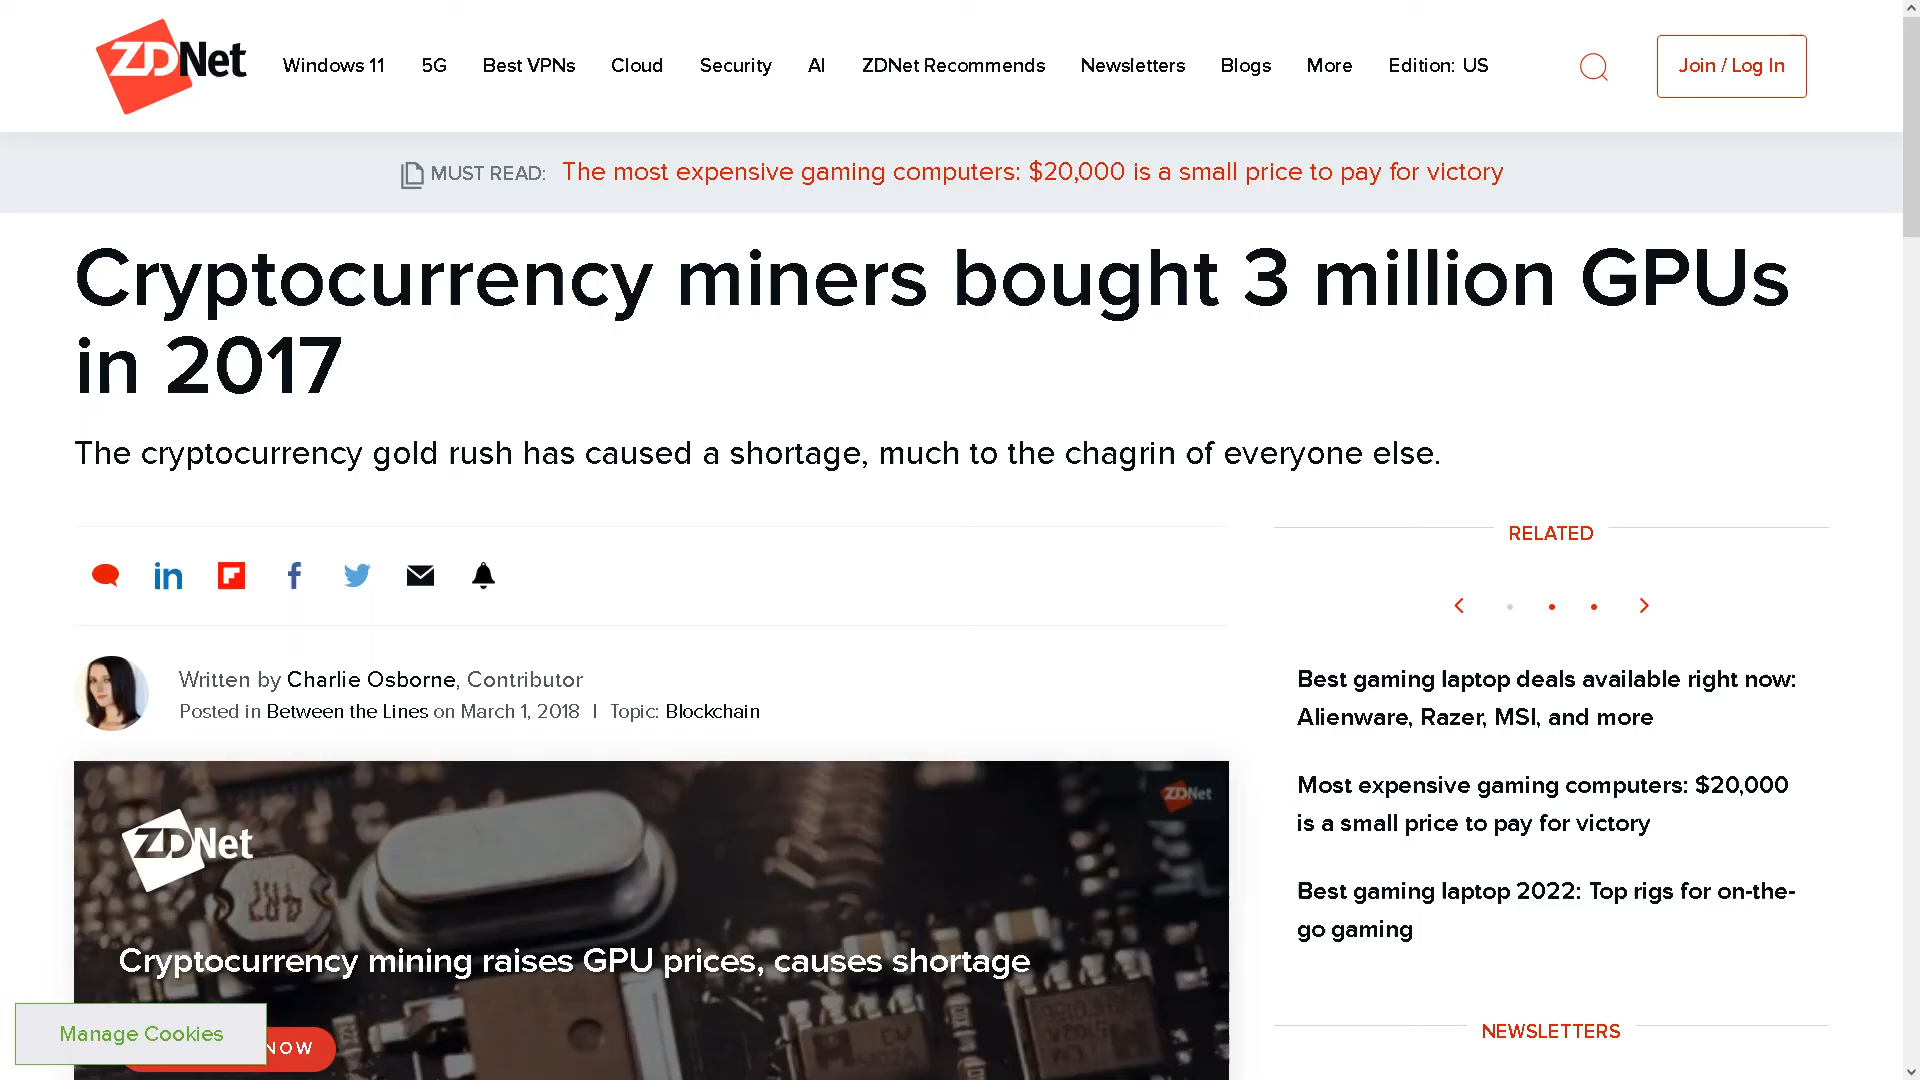 ZDNet
Windows 11
5G
Best VPNs
Cloud
Security
AI
ZDNet Recommends
Newsletters
Blogs
More
Edition: US
Join / Log In
MUST READ: The most expensive gaming computers: $20,000 is a small price to pay for victory
Cryptocurrency miners bought 3 million GPUs
in 2017
The cryptocurrency gold rush has caused a shortage, much to the chagrin of everyone else.
Written by Charlie Osborne, Contributor
Posted in Between the Lines on March 1, 2018 | Topic: Blockchain
ZDNet
ZDNet
Cryptocurrency mining raises GPU prices, causes shortage
NOW
Manage Cookies
RELATED
Best gaming laptop deals available right now:
Alienware, Razer, MSI, and more
Most expensive gaming computers: $20,000
is a small price to pay for victory
Best gaming laptop 2022: Top rigs for on-the-
go gaming
NEWSLETTERS